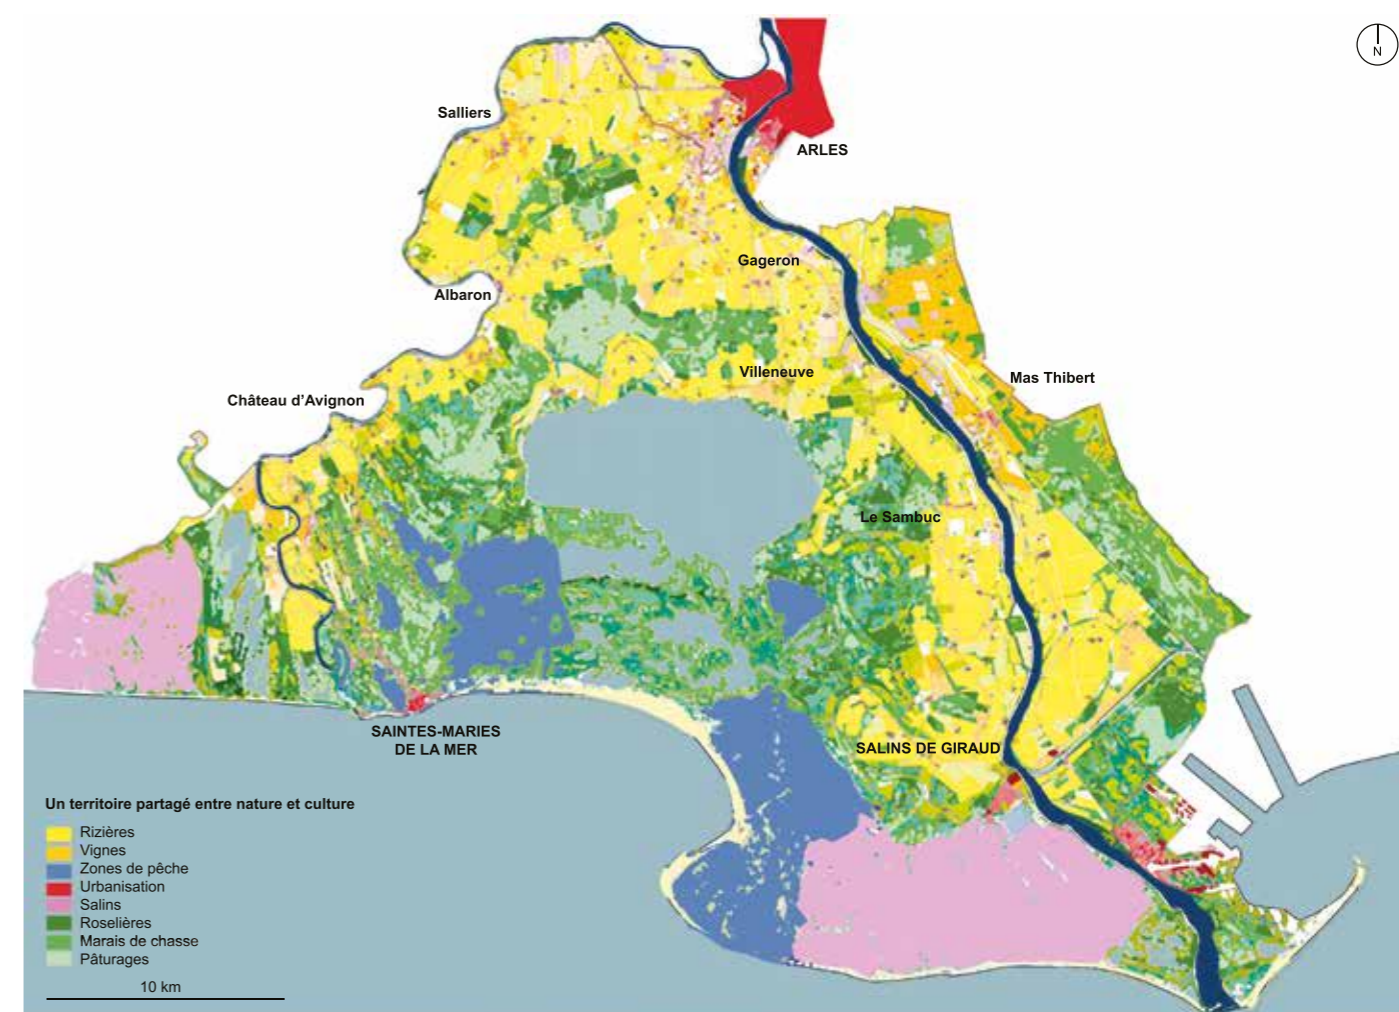 N
Salliers
ARLES
Gageron
Albaron
Villeneuve
Mas Thibert
Château d’Avignon
Le Sambuc
SAINTES-MARIES
DE LA MER
SALINS DE GIRAUD
Un territoire partagé entre nature et culture
Rizières
Vignes
Zones de pêche
Urbanisation
Salins
Roselières
Marais de chasse
Pâturages
10 km